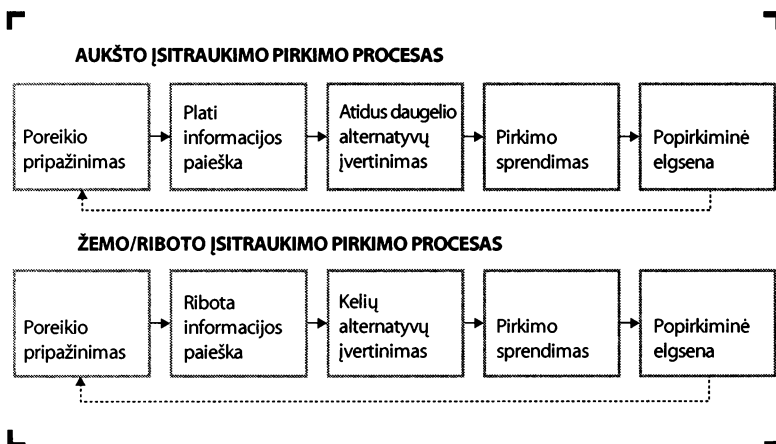 AUKŠTO ĮSITRAUKIMO PIRKIMO PROCESAS
Poreikio
pripažinimas
Plati
informacijos
paieška
Atidus daugelio
alternatyvų
įvertinimas
Pirkimo
sprendimas
Popirkiminė
elgsena
ŽEMO/RIBOTO ĮSITRAUKIMO PIRKIMO PROCESAS
Poreikio
pripažinimas
Ribota
informacijos
paieška
Kelių
alternatyvų
įvertinimas
Pirkimo
sprendimas
Popirkiminė
elgsena